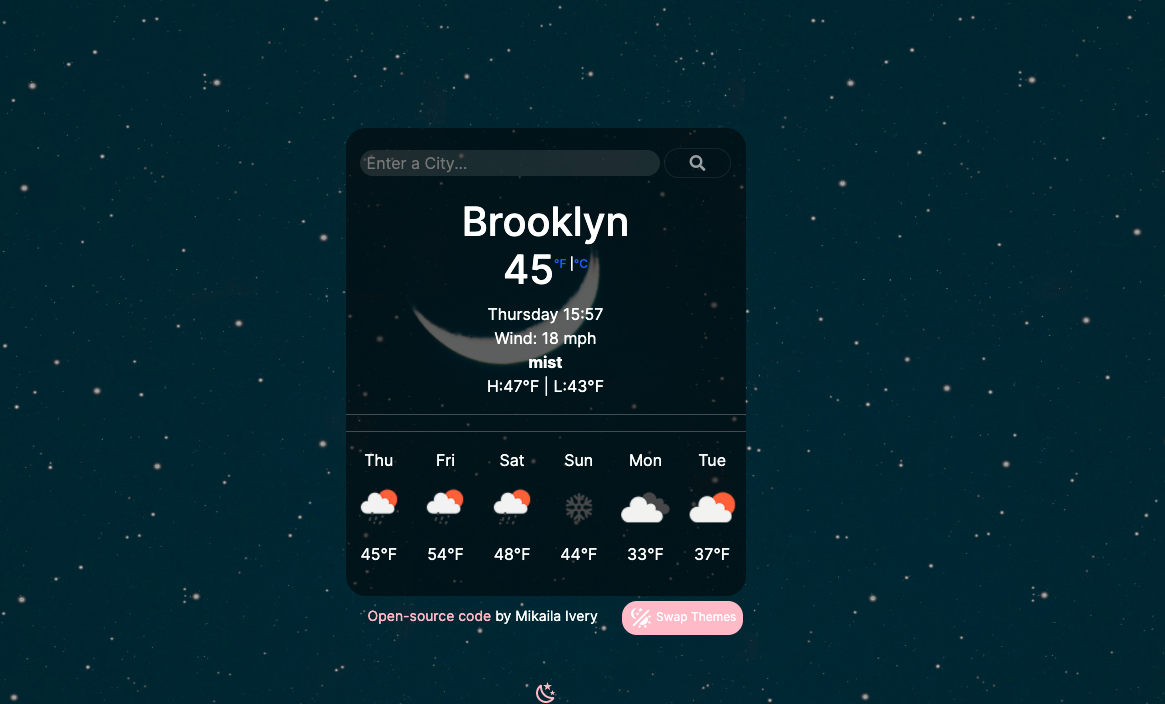 Enter a City...
Brooklyn
45°F |°C
Thursday 15:57
Wind: 18 mph
mist
H:47°F | L:43°F
Thu Fri Sat Sun Mon Tue
45°F 54°F 48°F 44°F 33°F 37°F
Open-source code by Mikaila Ivery
Swap Themes